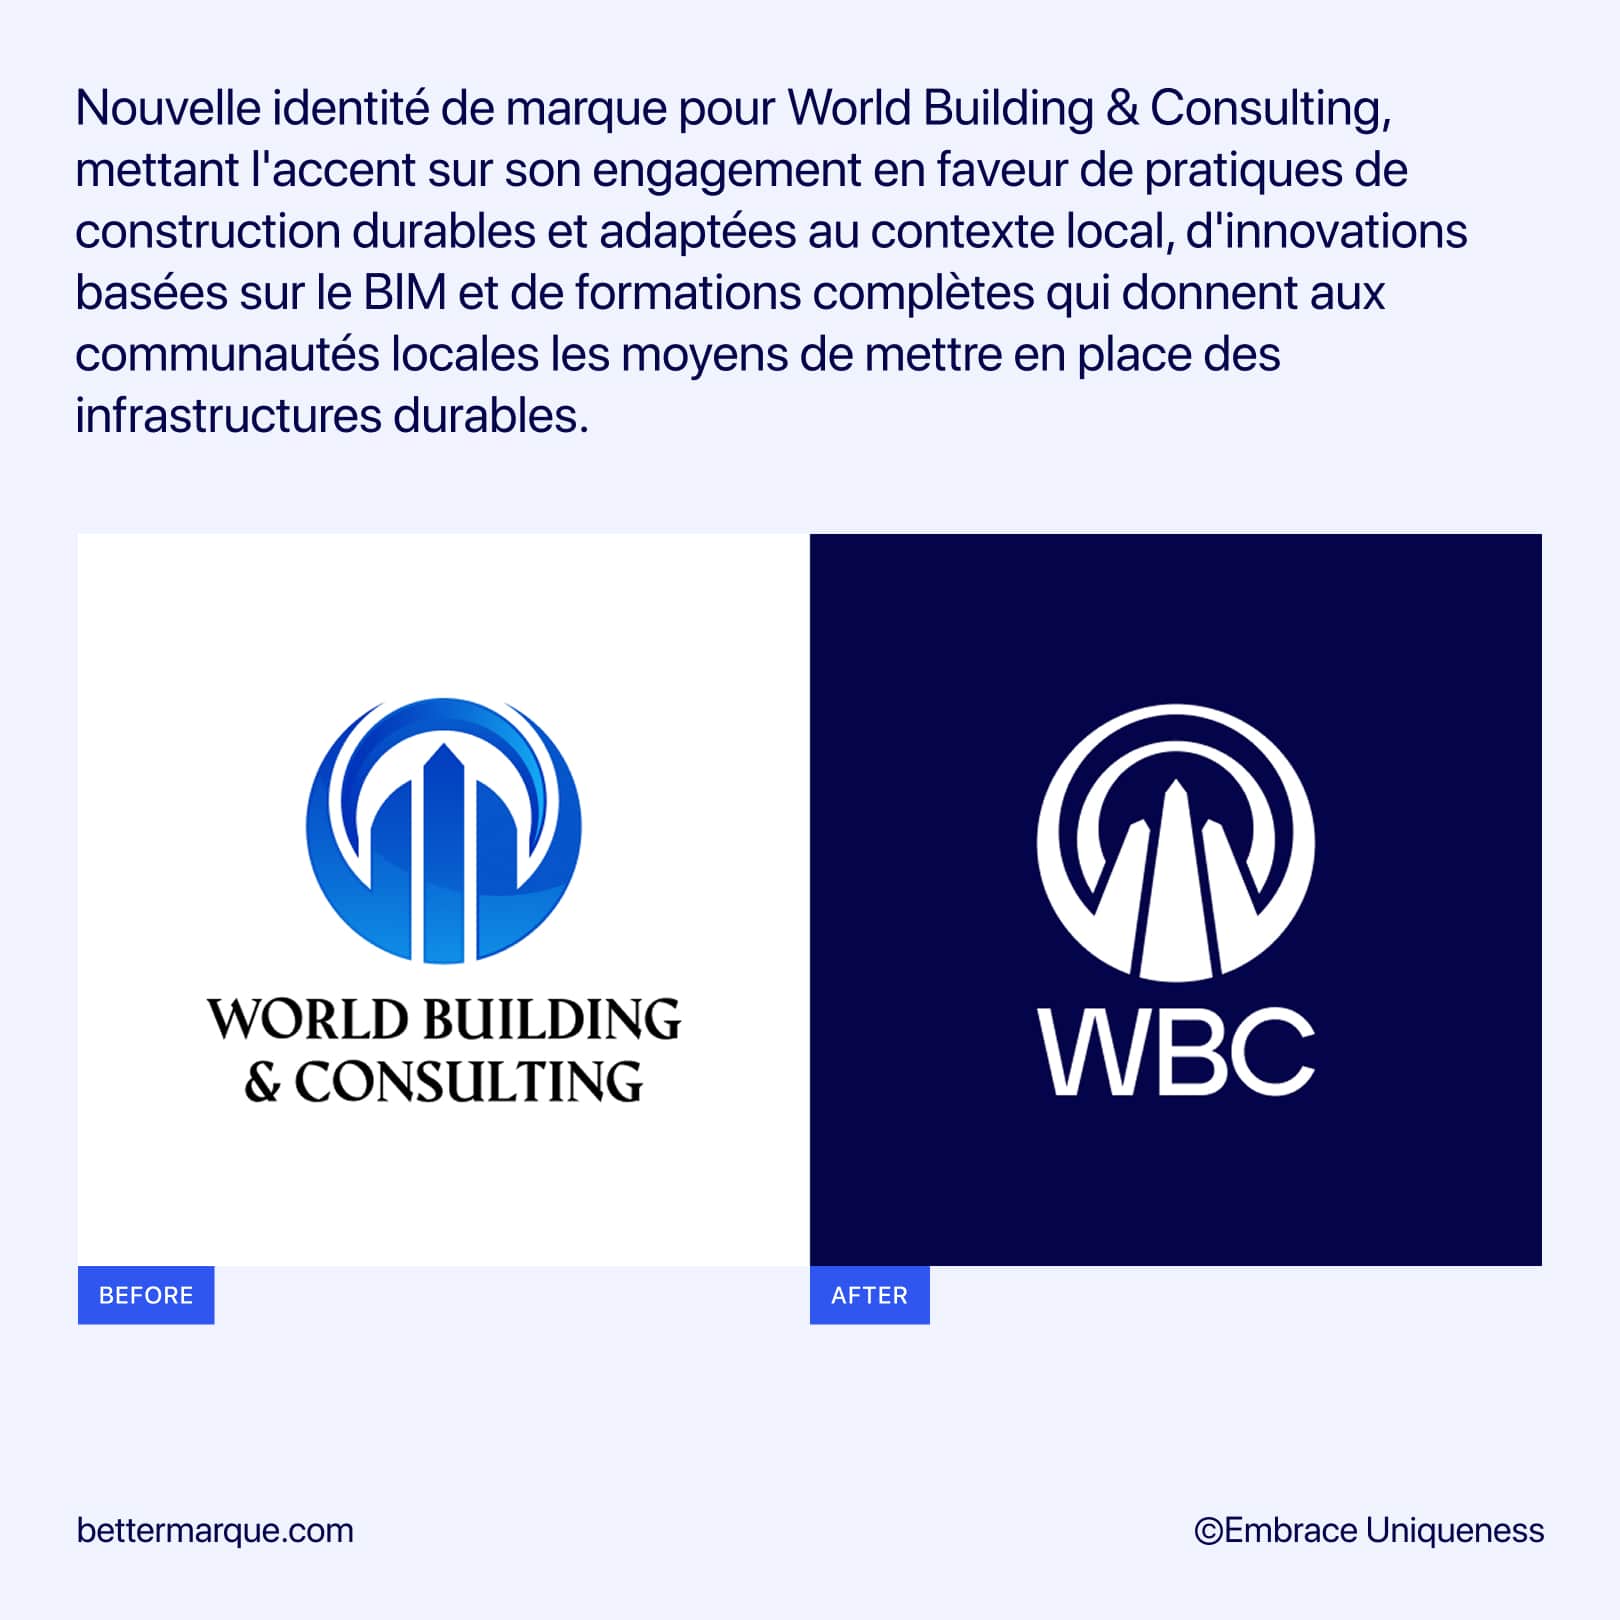 Nouvelle identité de marque pour World Building & Consulting,
mettant l'accent sur son engagement en faveur de pratiques de
construction durables et adaptées au contexte local, d'innovations
basées sur le BIM et de formations complètes qui donnent aux
communautés locales les moyens de mettre en place des
infrastructures durables.
WORLD BUILDING
& CONSULTING
WBC
BEFORE
AFTER
bettermarque.com
©Embrace Uniqueness